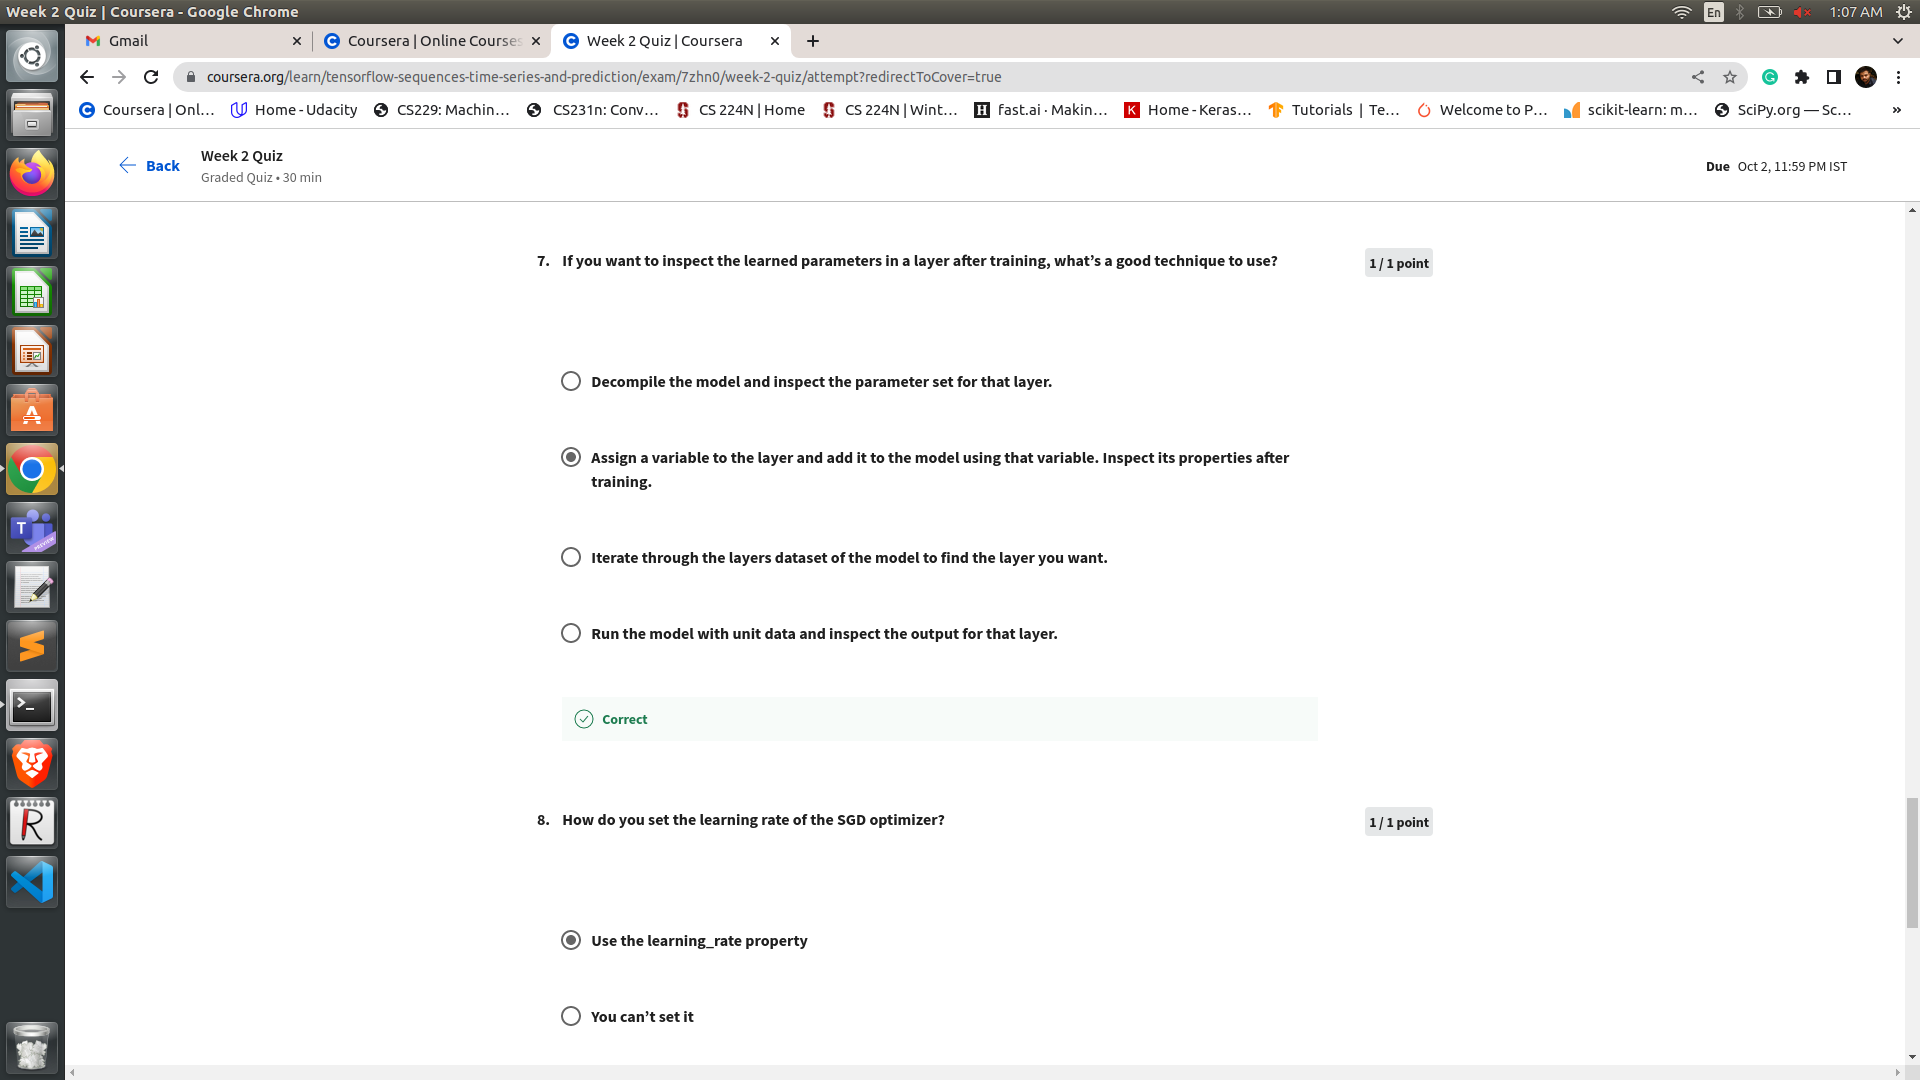 Week 2 Quiz | Coursera - Google Chrome
En
1:07 AM
Gmail
Coursera | Online Courses
Week 2 Quiz | Coursera
coursera.org/learn/tensorflow-sequences-time-series-and-prediction/exam/7zhn0/week-2-quiz/attempt?redirectToCover=true
Coursera | Onl...
Home - Udacity
CS229: Machin...
CS231n: Conv...
CS 224N | Home
CS 224N | Wint...
fast.ai · Makin...
Home - Keras...
Tutorials | Te...
Welcome to P...
scikit-learn: m...
SciPy.org — Sc...
»
Back
Week 2 Quiz
Graded Quiz • 30 min
Due Oct 2, 11:59 PM IST
7. If you want to inspect the learned parameters in a layer after training, what’s a good technique to use?
1 / 1 point
Decompile the model and inspect the parameter set for that layer.
Assign a variable to the layer and add it to the model using that variable. Inspect its properties after
training.
Iterate through the layers dataset of the model to find the layer you want.
Run the model with unit data and inspect the output for that layer.
Correct
8. How do you set the learning rate of the SGD optimizer?
1 / 1 point
Use the learning_rate property
You can’t set it